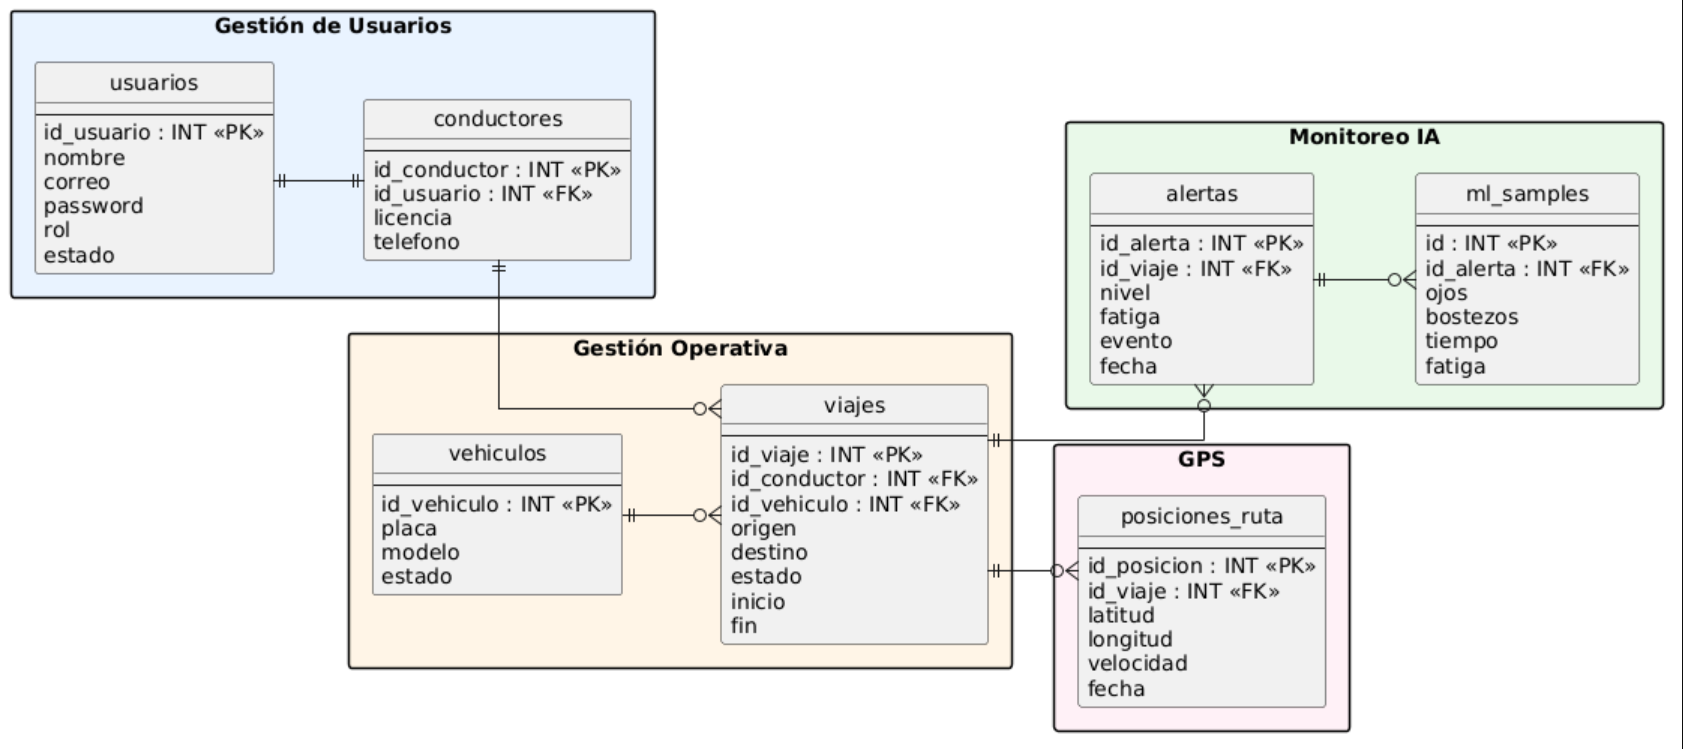 Gestión de Usuarios
usuarios
id_usuario : INT «PK»
nombre
correo
password
rol
estado
conductores
id_conductor : INT «PK»
id_usuario : INT «FK»
licencia
telefono
Monitoreo IA
alertas
id_alerta : INT «PK»
id_viaje : INT «FK»
nivel
fatiga
evento
fecha
ml_samples
id : INT «PK»
id_alerta : INT «FK»
ojos
bostezos
tiempo
fatiga
Gestión Operativa
vehiculos
id_vehiculo : INT «PK»
placa
modelo
estado
viajes
id_viaje : INT «PK»
id_conductor : INT «FK»
id_vehiculo : INT «FK»
origen
destino
estado
inicio
fin
GPS
posiciones_ruta
id_posicion : INT «PK»
id_viaje : INT «FK»
latitud
longitud
velocidad
fecha